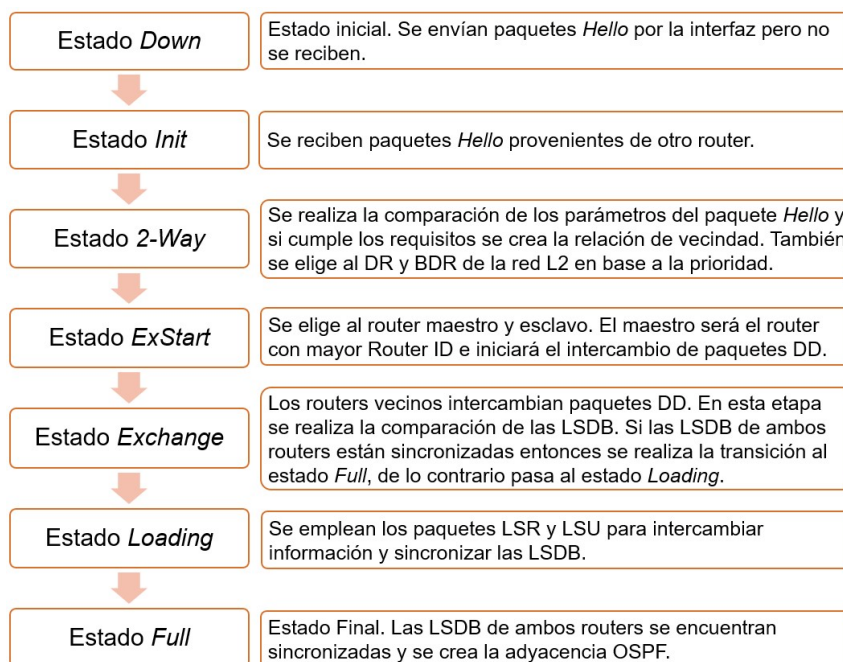 Estado Down
Estado inicial. Se envían paquetes Hello por la interfaz pero no
se reciben.
Estado Init
Se reciben paquetes Hello provenientes de otro router.
Estado 2-Way
Se realiza la comparación de los parámetros del paquete Hello y
si cumple los requisitos se crea la relación de vecindad. También
se elige al DR y BDR de la red L2 en base a la prioridad.
Estado ExStart
Se elige al router maestro y esclavo. El maestro será el router
con mayor Router ID e iniciará el intercambio de paquetes DD.
Estado Exchange
Los routers vecinos intercambian paquetes DD. En esta etapa
se realiza la comparación de las LSDB. Si las LSDB de ambos
routers están sincronizadas entonces se realiza la transición al
estado Full, de lo contrario pasa al estado Loading.
Estado Loading
Se emplean los paquetes LSR y LSU para intercambiar
información y sincronizar las LSDB.
Estado Full
Estado Final. Las LSDB de ambos routers se encuentran
sincronizadas y se crea la adyacencia OSPF.